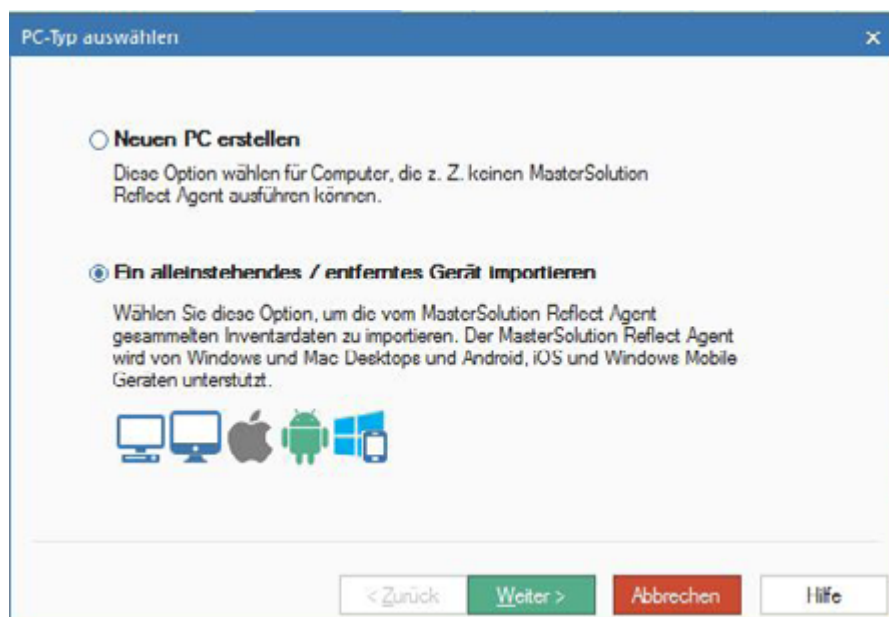 PC-Typ auswählen
Neuen PC erstellen
Diese Option wählen für Computer, die z. Z. keinen MasterSolution
Reflect Agent ausführen können.
Ein alleinstehendes / entferntes Gerät importieren
Wählen Sie diese Option, um die vom MasterSolution Reflect Agent
gesammelten Inventardaten zu importieren. Der MasterSolution Reflect Agent
wird von Windows und Mac Desktops und Android, iOS und Windows Mobile
Geräten unterstützt.
< Zurück Weiter > Abbrechen Hilfe